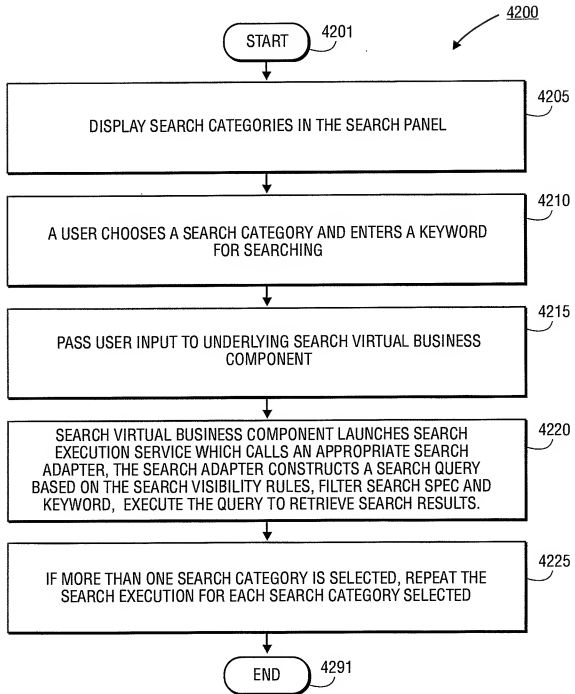 4200
START
4201
4205
DISPLAY SEARCH CATEGORIES IN THE SEARCH PANEL
4210
A USER CHOOSES A SEARCH CATEGORY AND ENTERS A KEYWORD
FOR SEARCHING
4215
PASS USER INPUT TO UNDERLYING SEARCH VIRTUAL BUSINESS
COMPONENT
4220
SEARCH VIRTUAL BUSINESS COMPONENT LAUNCHES SEARCH
EXECUTION SERVICE WHICH CALLS AN APPROPRIATE SEARCH
ADAPTER, THE SEARCH ADAPTER CONSTRUCTS A SEARCH QUERY
BASED ON THE SEARCH VISIBILITY RULES, FILTER SEARCH SPEC AND
KEYWORD, EXECUTE THE QUERY TO RETRIEVE SEARCH RESULTS.
4225
IF MORE THAN ONE SEARCH CATEGORY IS SELECTED, REPEAT THE
SEARCH EXECUTION FOR EACH SEARCH CATEGORY SELECTED
END
4291